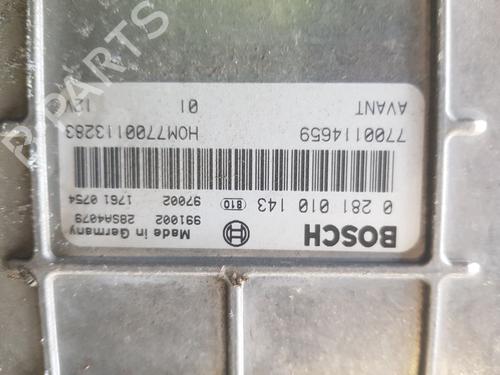 BOSCH
Made in Germany
0 281 010 143
810
991002 28SA4079
97002 1761 0754
7700114659
HOM7700113283
AVANT
01
12V
B-PARTS